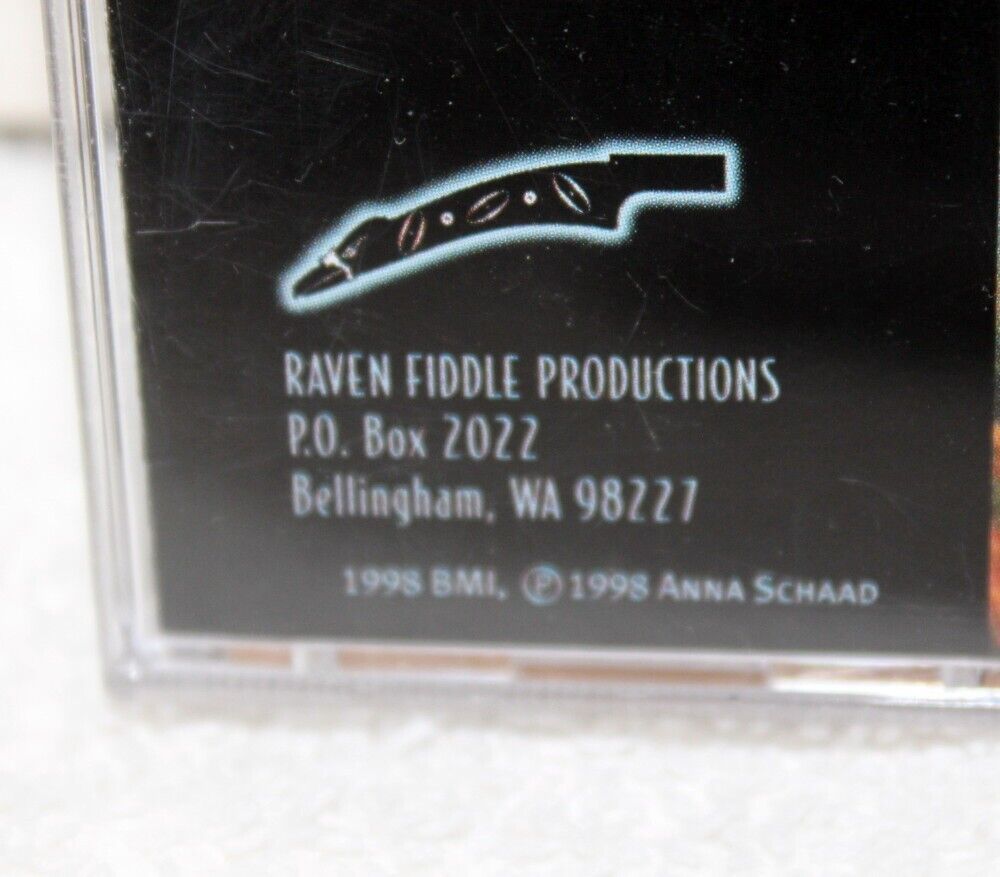 RAVEN FIDDLE PRODUCTIONS
P.O. Box 2022
Bellingham, WA 98227
1998 BMI, ℗ 1998 ANNA SCHAAD